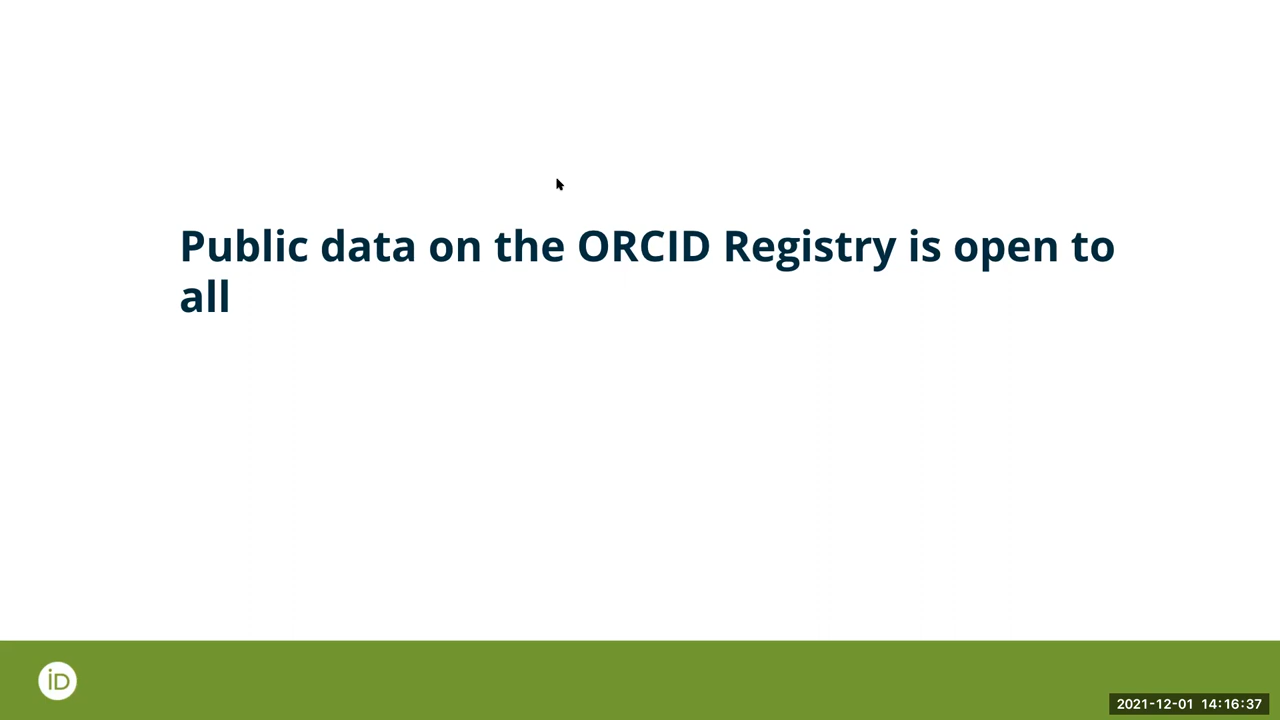 Public data on the ORCID Registry is open to
all
iD
2021-12-01 14:16:37